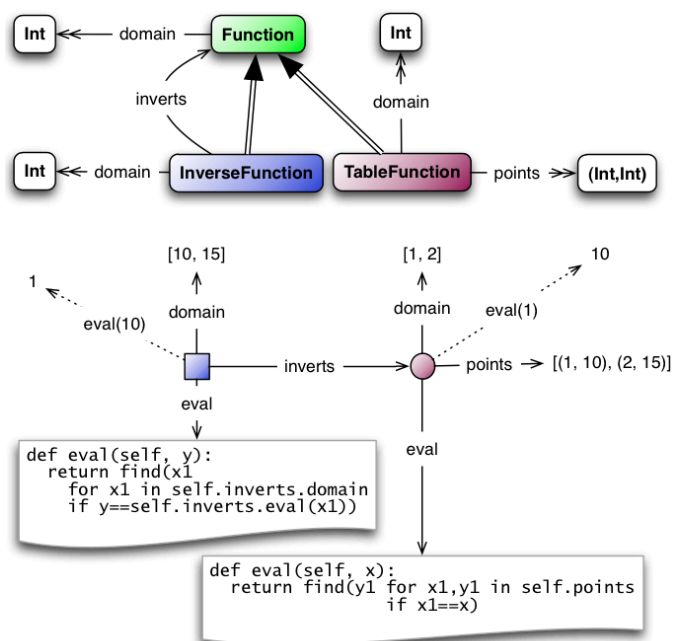 Int domain Function Int
inverts domain
Int domain InverseFunction TableFunction points (Int,Int)
[10, 15] [1, 2] 10
1
eval(10) domain domain eval(1)
inverts points [(1, 10), (2, 15)]
eval
eval
def eval(self, y):
return find(x1
for x1 in self.inverts.domain
if y==self.inverts.eval(x1))
def eval(self, x):
return find(y1 for x1,y1 in self.points
if x1==x)